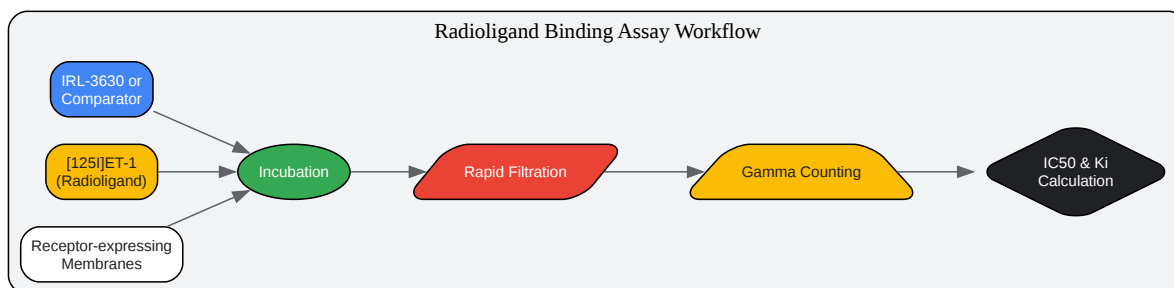 Radioligand Binding Assay Workflow
IRL-3630 or
Comparator
[125I]ET-1
(Radioligand)
Receptor-expressing
Membranes
Incubation
Rapid Filtration
Gamma Counting
IC50 & Ki
Calculation